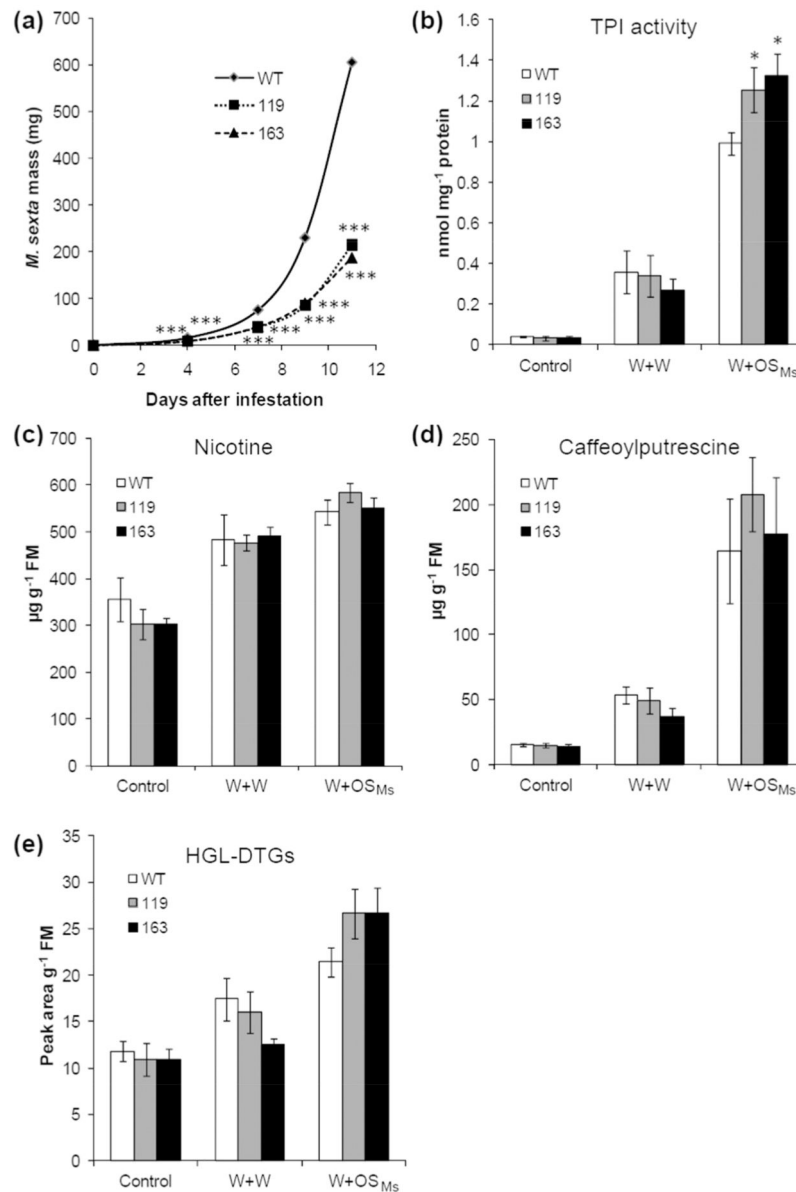 (a)
700
600
500
400
300
200
100
0
M. sexta mass (mg)
WT
119
163
*** *** *** *** *** *** *** ***
0 2 4 6 8 10 12
Days after infestation
(b)
TPI activity
1.6
1.4
1.2
1
0.8
0.6
0.4
0.2
0
nmol mg⁻¹ protein
WT
119
163
* *
Control W+W W+OS_Ms
(c)
Nicotine
700
600
500
400
300
200
100
0
µg g⁻¹ FM
WT
119
163
Control W+W W+OS_Ms
(d)
Caffeoylputrescine
250
200
150
100
50
0
µg g⁻¹ FM
WT
119
163
Control W+W W+OS_Ms
(e)
HGL-DTGs
35
30
25
20
15
10
5
0
Peak area g⁻¹ FM
WT
119
163
Control W+W W+OS_Ms